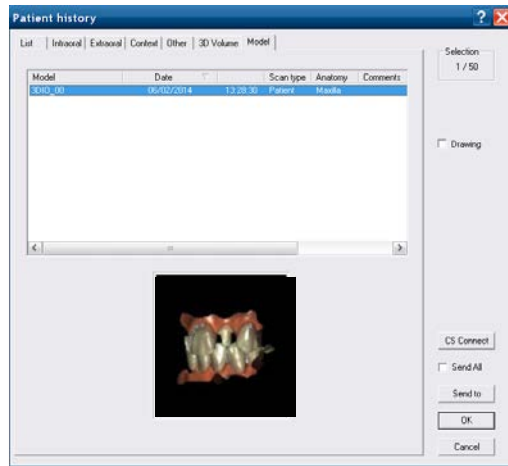 Patient history
List Intraoral Extraoral Context Other 3D Volume Model
Selection
1 / 50
Model Date Scan type Anatomy Comments
3DIO_00 06/02/2014 13:28:30 Patient Maxilla
Drawing
CS Connect
Send All
Send to
OK
Cancel